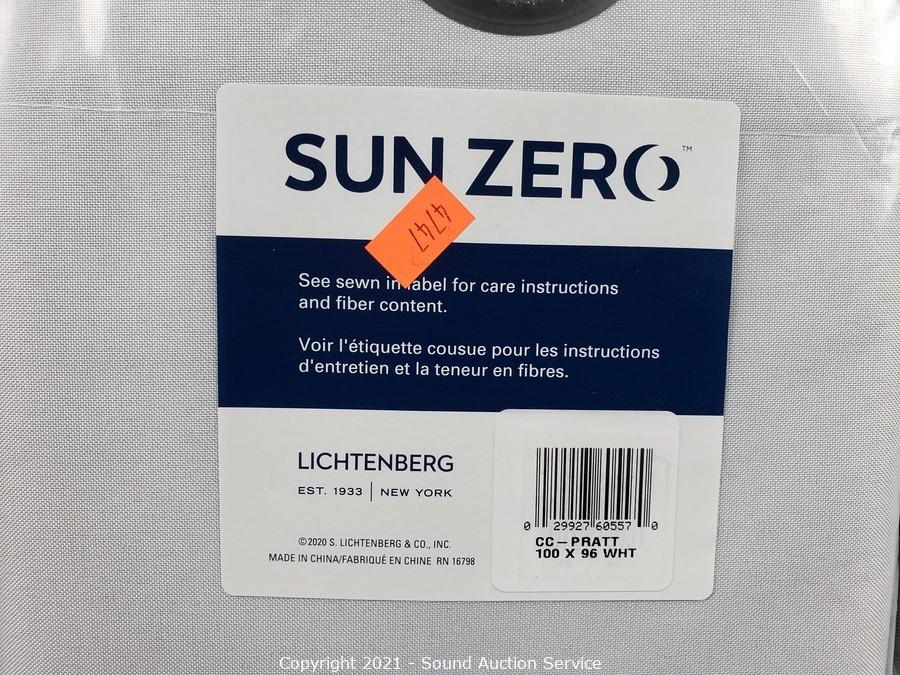 SUN ZERO™
4747
See sewn in label for care instructions
and fiber content.
Voir l'étiquette cousue pour les instructions
d'entretien et la teneur en fibres.
LICHTENBERG
EST. 1933 | NEW YORK
©2020 S. LICHTENBERG & CO., INC.
MADE IN CHINA/FABRIQUÉ EN CHINE RN 16798
0 29927 60557 0
CC-PRATT
100 X 96 WHT
Copyright 2021 - Sound Auction Service